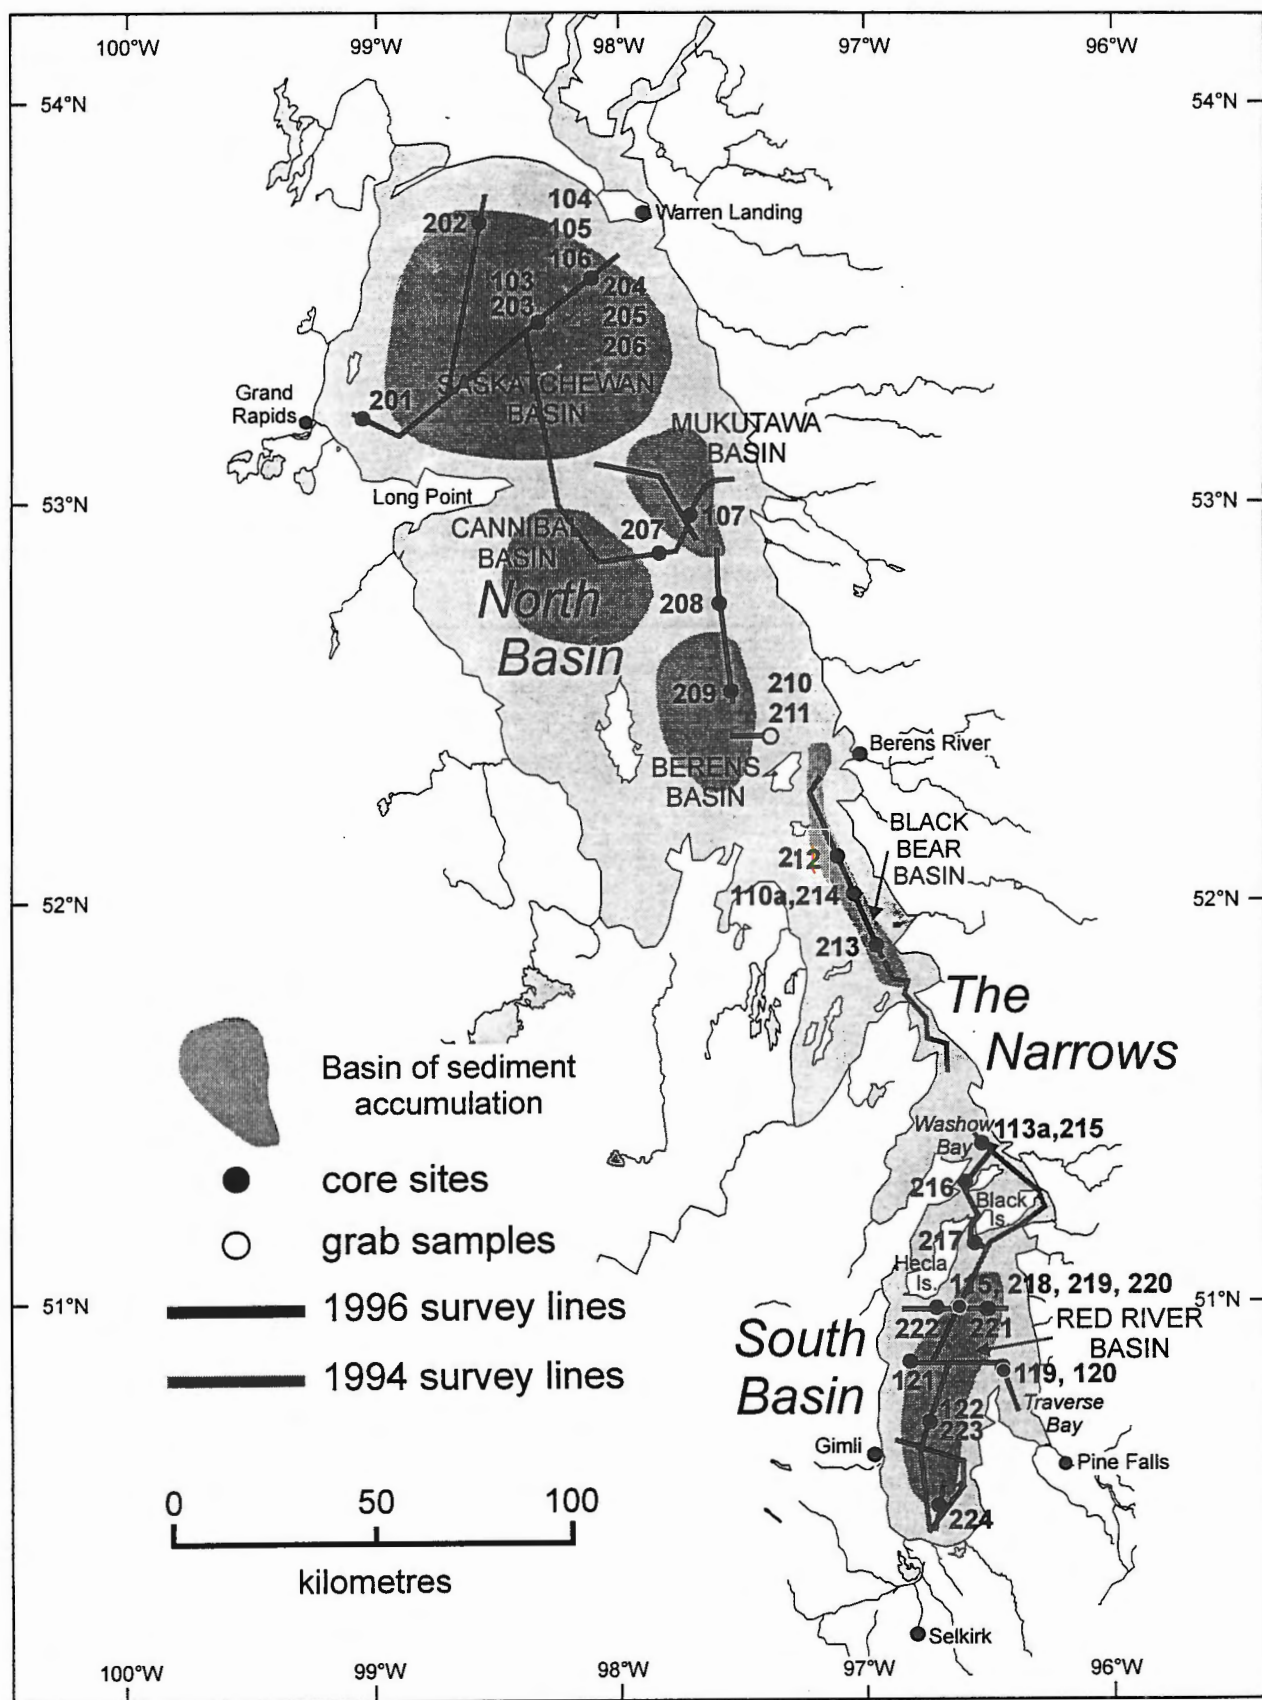 100°W
99°W
98°W
97°W
96°W
54°N
54°N
104
202
Warren Landing
105
106
103
204
203
205
206
SASKATCHEWAN
BASIN
Grand
Rapids
201
MUKUTAWA
BASIN
Long Point
53°N
53°N
CANNIBAL
BASIN
207
107
North
Basin
208
209
210
211
Berens River
BERENS
BASIN
BLACK
BEAR
BASIN
212
110a,214
52°N
52°N
213
The
Narrows
Basin of sediment
accumulation
Washow
Bay
113a,215
core sites
216
Black
Is.
grab samples
217
Hecla
Is.
115, 218, 219, 220
1996 survey lines
51°N
51°N
222
221
RED RIVER
BASIN
South
Basin
1994 survey lines
121
119, 120
Traverse
Bay
122
223
Gimli
Pine Falls
224
0
50
100
kilometres
Selkirk
100°W
99°W
98°W
97°W
96°W